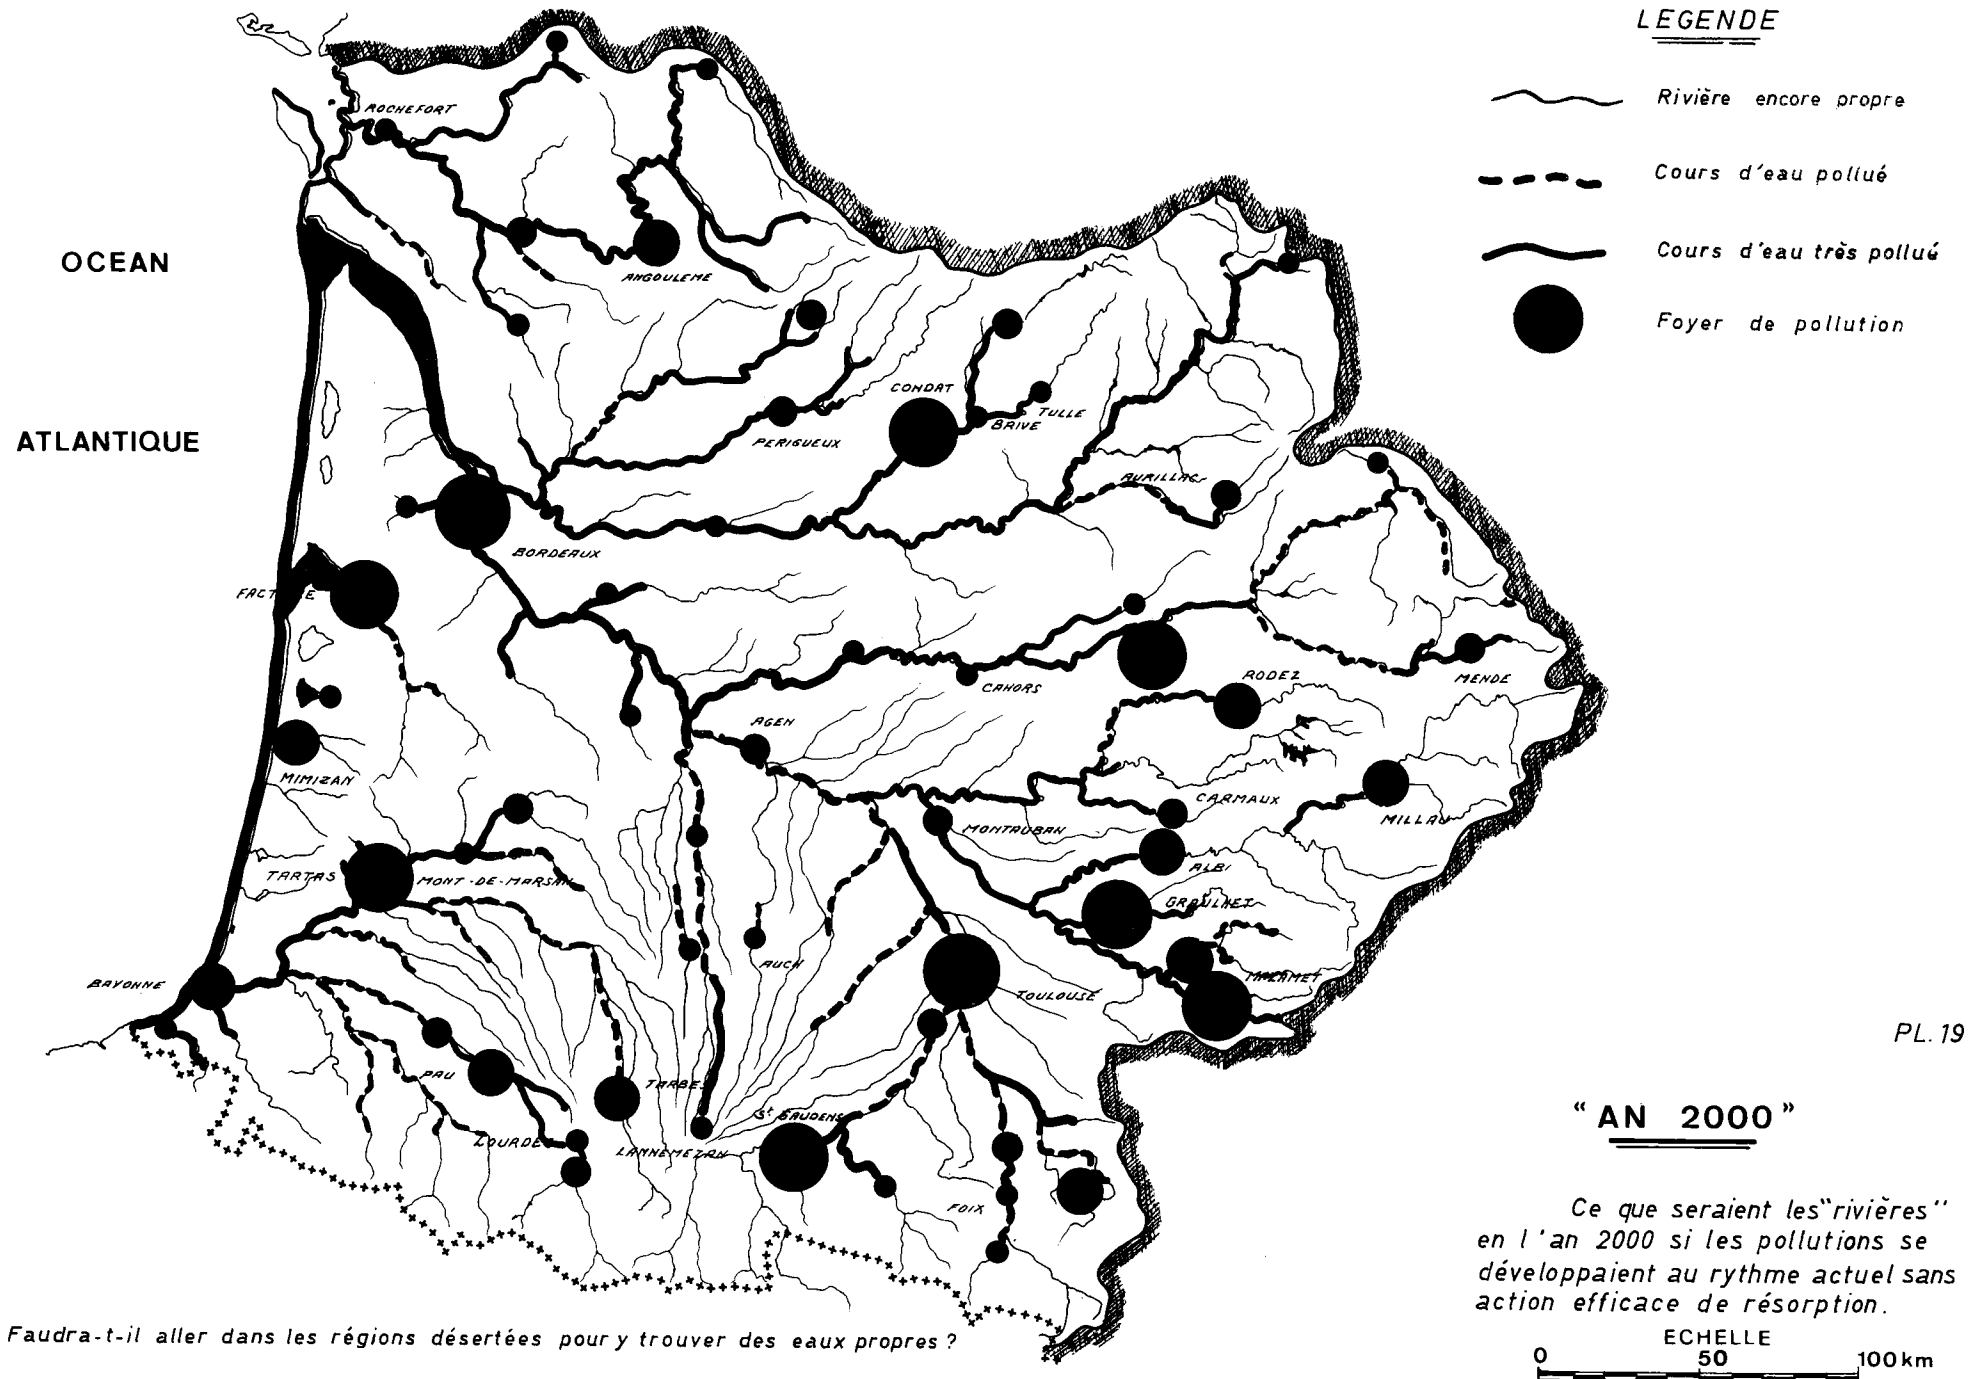 LEGENDE
Rivière encore propre
Cours d'eau pollué
Cours d'eau très pollué
Foyer de pollution
OCEAN
ATLANTIQUE
ROCHEFORT
ANGOULEME
CONDAT
TULLE
BRIVE
PERIGUEUX
AURILLAC
BORDEAUX
MENDE
RODEZ
CAHORS
AGEN
MIMIZAN
CARMAUX
MILLAU
MONTAUBAN
ALBI
TARTAS
MONT-DE-MARSAN
GRAULHET
AUCH
MAZAMET
BAYONNE
TOULOUSE
PAU
TARBES
St GAUDENS
LOURDES
LANNEMEZAN
FOIX
PL.19
"AN 2000"
Ce que seraient les "rivières"
en l'an 2000 si les pollutions se
développaient au rythme actuel sans
action efficace de résorption.
ECHELLE
0 50 100 km
Faudra-t-il aller dans les régions désertées pour y trouver des eaux propres ?